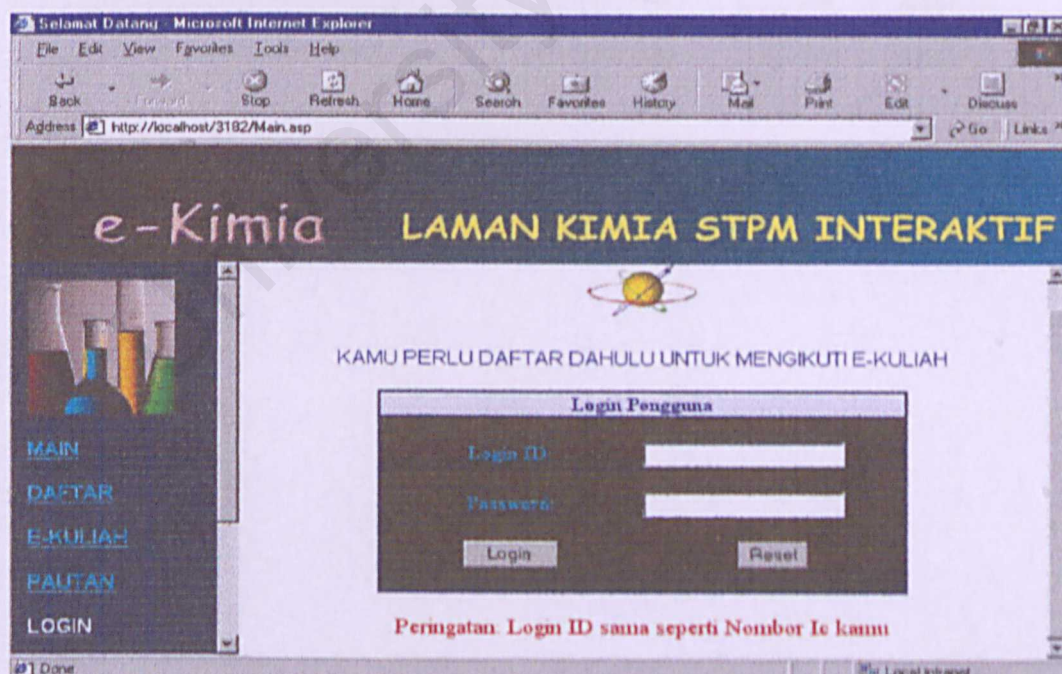 Selamat Datang - Microsoft Internet Explorer
File Edit View Favorites Tools Help
Back Forward Stop Refresh Home Search Favorites History Mail Print Edit Discuss
Address http://localhost/3182/Main.asp Go Links
e-Kimia LAMAN KIMIA STPM INTERAKTIF
KAMU PERLU DAFTAR DAHULU UNTUK MENGIKUTI E-KULIAH
Login Pengguna
Login ID:
Password:
Login Reset
Peringatan: Login ID sama seperti Nombor Ic kamu
MAIN
DAFTAR
E-KULIAH
PAUTAN
LOGIN
Done Local intranet